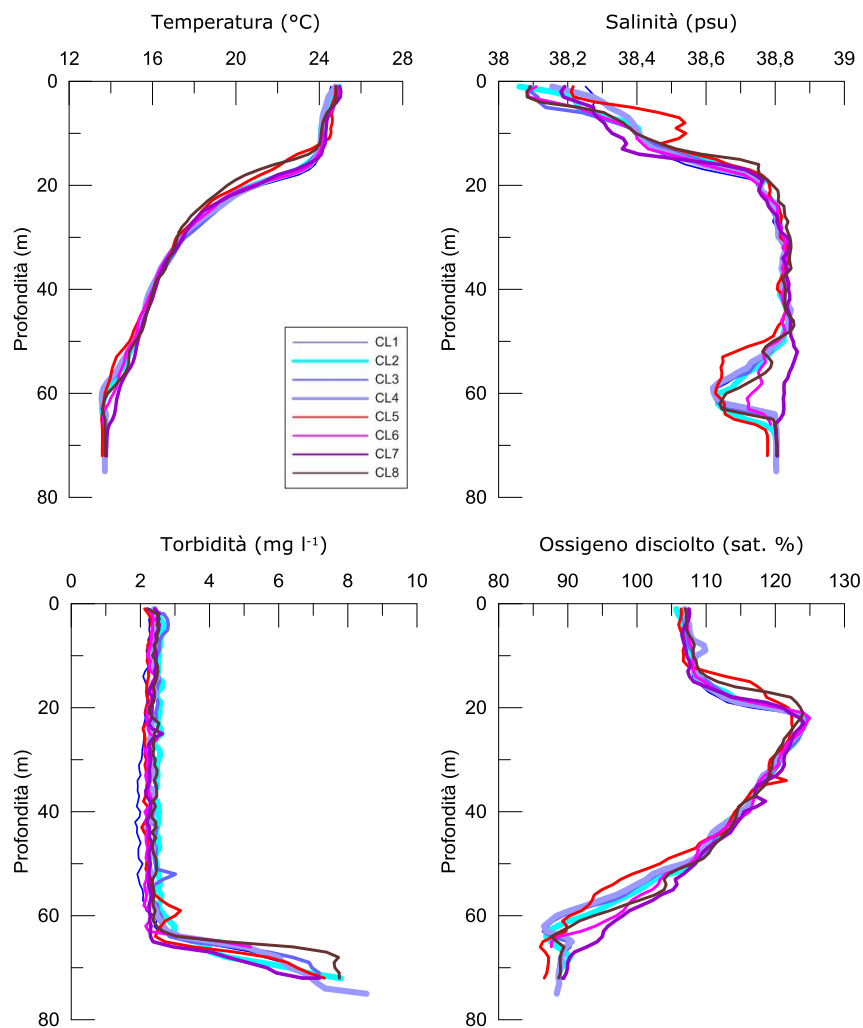 Temperatura (°C)
12 16 20 24 28
0
20
40
60
80
Profondità (m)
CL1
CL2
CL3
CL4
CL5
CL6
CL7
CL8
Salinità (psu)
38 38,2 38,4 38,6 38,8 39
0
20
40
60
80
Profondità (m)
Torbidità (mg l-1)
0 2 4 6 8 10
0
20
40
60
80
Profondità (m)
Ossigeno disciolto (sat. %)
80 90 100 110 120 130
0
20
40
60
80
Profondità (m)